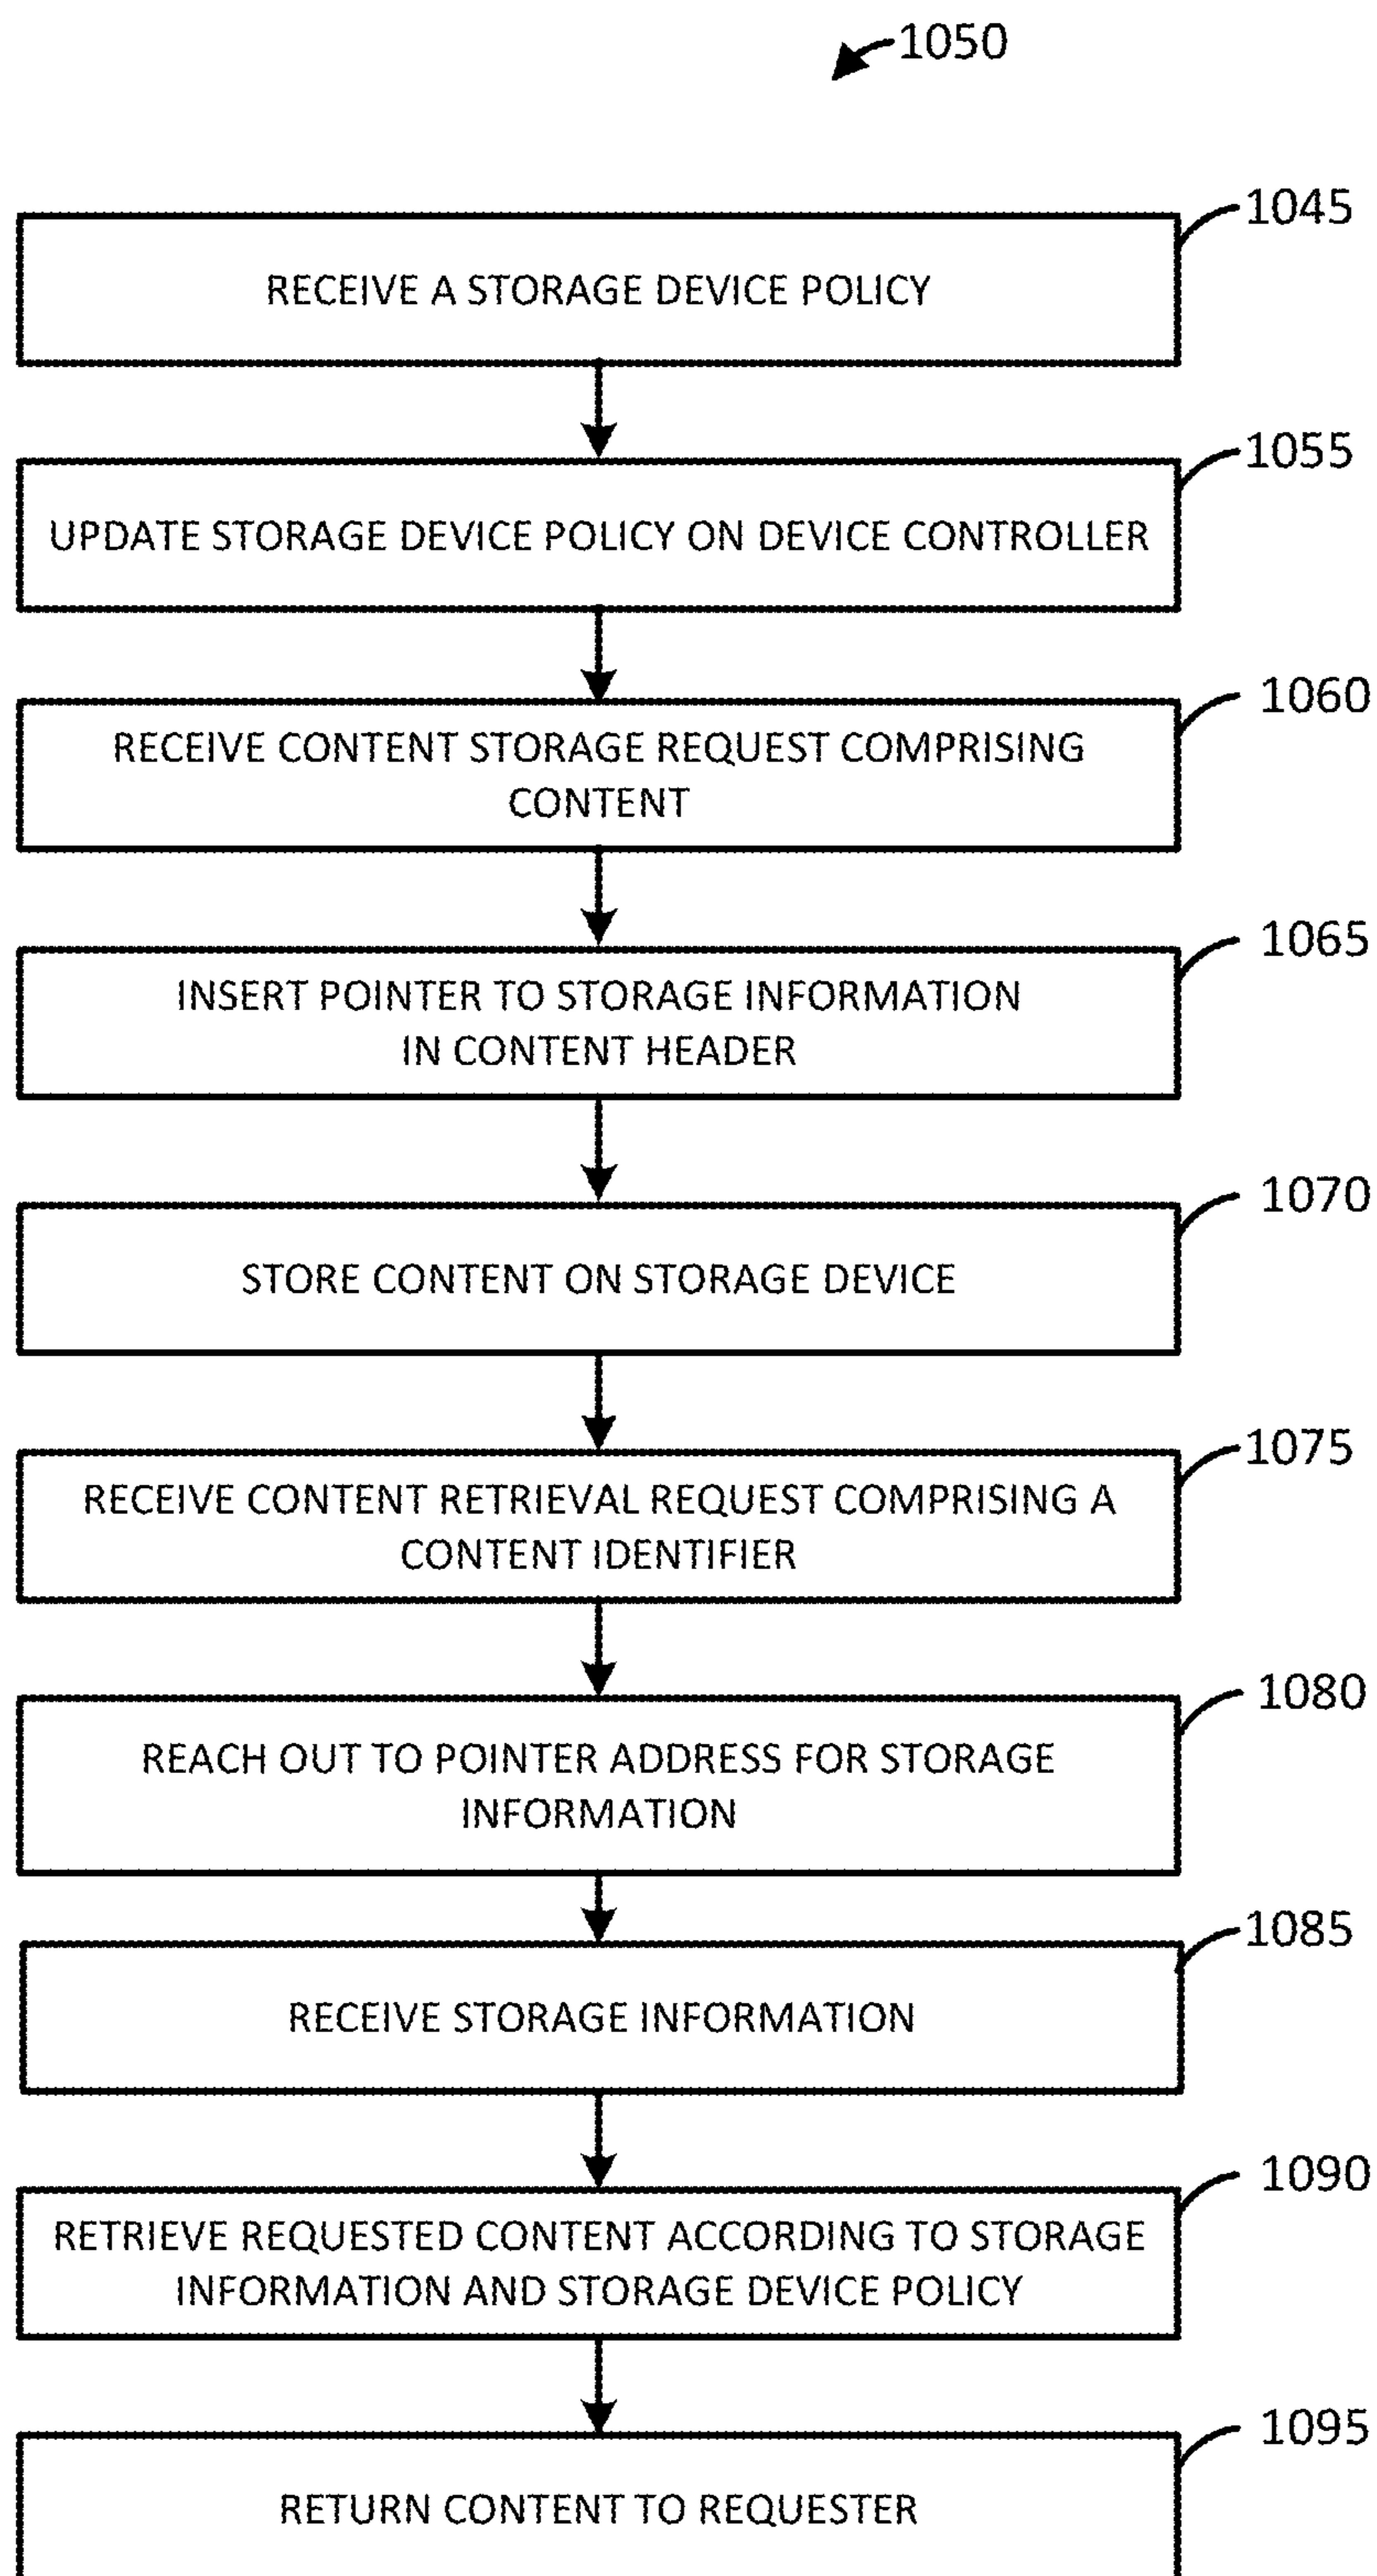 1050
1045
RECEIVE A STORAGE DEVICE POLICY
1055
UPDATE STORAGE DEVICE POLICY ON DEVICE CONTROLLER
1060
RECEIVE CONTENT STORAGE REQUEST COMPRISING
CONTENT
1065
INSERT POINTER TO STORAGE INFORMATION
IN CONTENT HEADER
1070
STORE CONTENT ON STORAGE DEVICE
1075
RECEIVE CONTENT RETRIEVAL REQUEST COMPRISING A
CONTENT IDENTIFIER
1080
REACH OUT TO POINTER ADDRESS FOR STORAGE
INFORMATION
1085
RECEIVE STORAGE INFORMATION
1090
RETRIEVE REQUESTED CONTENT ACCORDING TO STORAGE
INFORMATION AND STORAGE DEVICE POLICY
1095
RETURN CONTENT TO REQUESTER